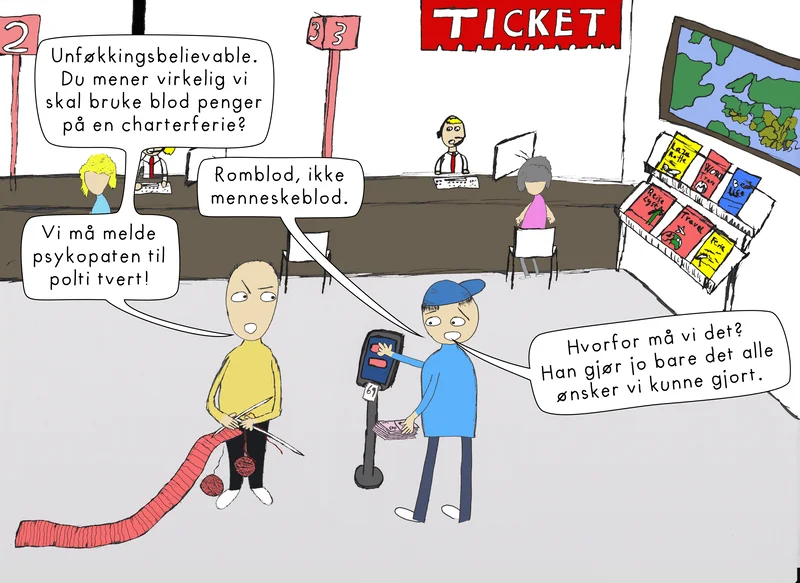 2
33
TICKET
Unføkkingsbelievable.
Du mener virkelig vi
skal bruke blod penger
på en charterferie?
Romblod, ikke
menneskeblod.
Vi må melde
psykopaten til
polti tvert!
Hvorfor må vi det?
Han gjør jo bare det alle
ønsker vi kunne gjort.
Reise
Travel
69